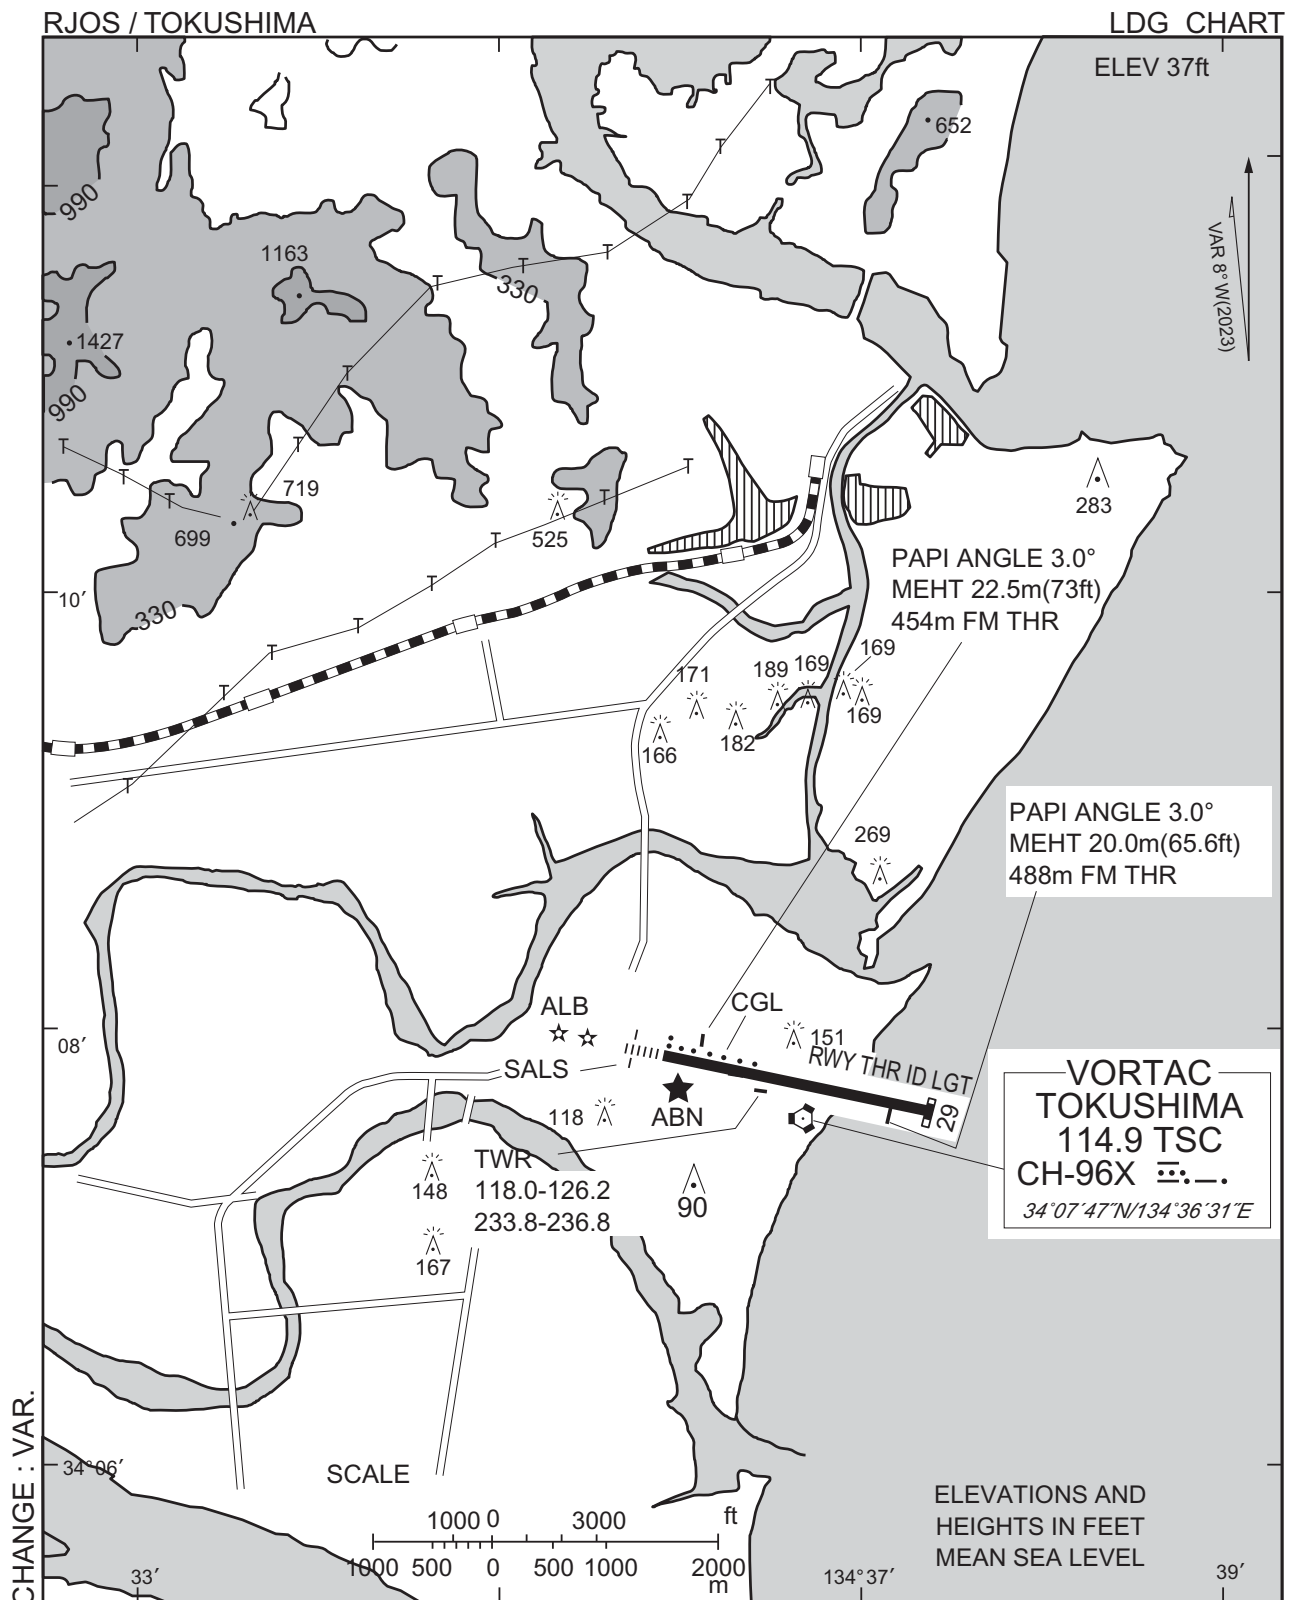 RJOS / TOKUSHIMA
LDG CHART
ELEV 37ft
652
990
VAR 8° W(2023)
1163
330
1427
990
719
283
699
525
PAPI ANGLE 3.0°
MEHT 22.5m(73ft)
454m FM THR
10′
330
169
171
189
169
169
182
166
PAPI ANGLE 3.0°
MEHT 20.0m(65.6ft)
488m FM THR
269
ALB
CGL
151
08′
RWY THR ID LGT
SALS
29
VORTAC
TOKUSHIMA
114.9 TSC
CH-96X
34°07′47″N/134°36′31″E
118
ABN
TWR
118.0-126.2
233.8-236.8
148
90
167
CHANGE : VAR.
34°06′
SCALE
ELEVATIONS AND
HEIGHTS IN FEET
MEAN SEA LEVEL
1000 0 3000 ft
1000 500 0 500 1000 2000
m
33′
134°37′
39′